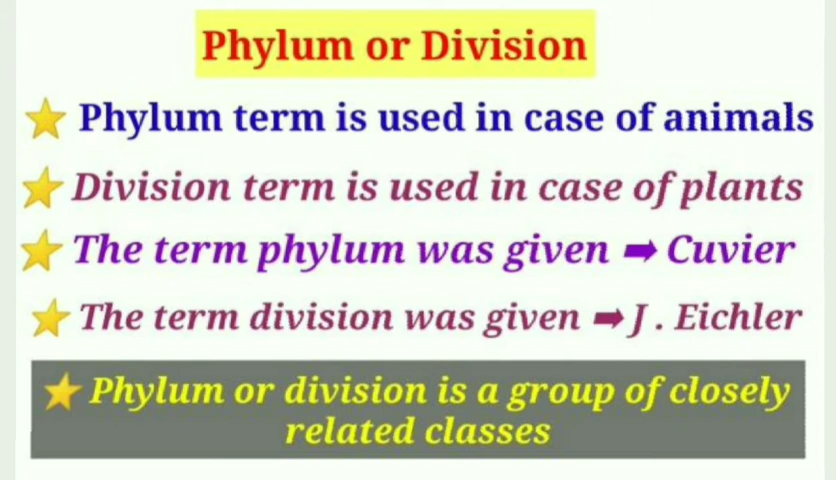 Phylum or Division
⭐ Phylum term is used in case of animals
⭐ Division term is used in case of plants
⭐ The term phylum was given ➡ Cuvier
⭐ The term division was given ➡ J . Eichler
⭐ Phylum or division is a group of closely
related classes